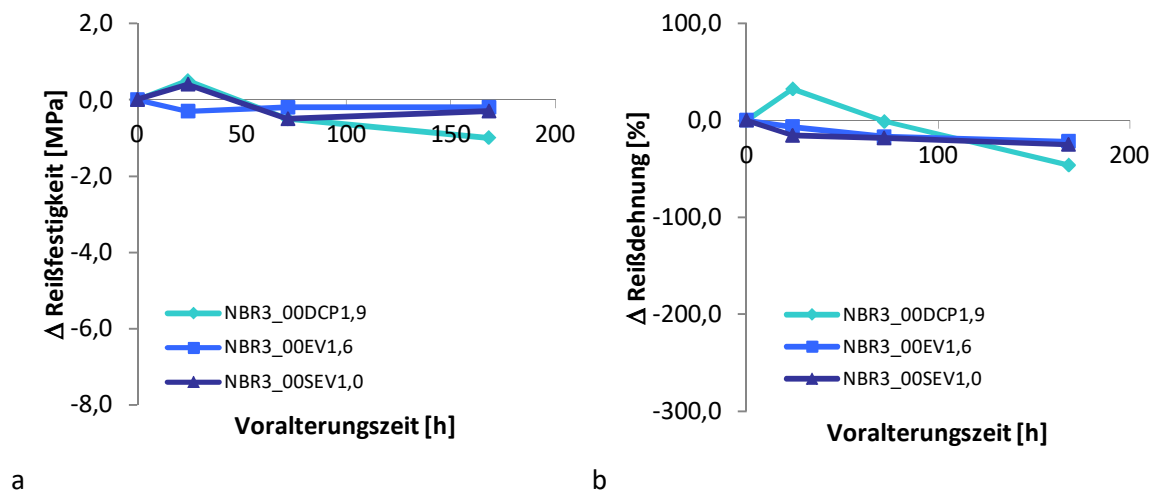 2,0
0,0
-2,0
-4,0
-6,0
-8,0
0
50
100
150
200
Δ Reißfestigkeit [MPa]
NBR3_00DCP1,9
NBR3_00EV1,6
NBR3_00SEV1,0
Voralterungszeit [h]
a
100,0
0,0
-100,0
-200,0
-300,0
0
100
200
Δ Reißdehnung [%]
NBR3_00DCP1,9
NBR3_00EV1,6
NBR3_00SEV1,0
Voralterungszeit [h]
b